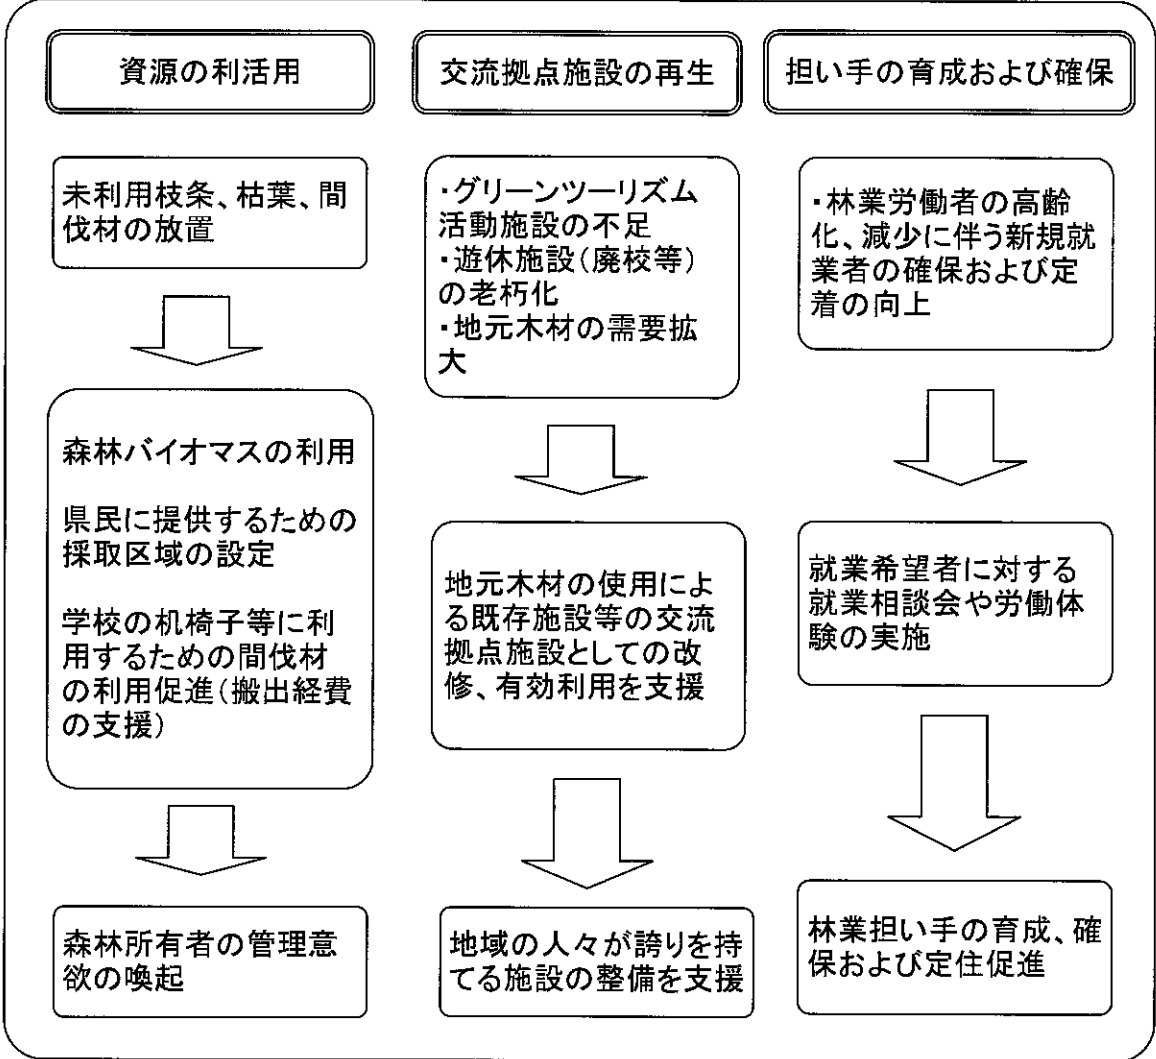 資源の利活用
未利用枝条、枯葉、間
伐材の放置
森林バイオマスの利用
県民に提供するための
採取区域の設定
学校の机椅子等に利
用するための間伐材
の利用促進(搬出経費
の支援)
森林所有者の管理意
欲の喚起
交流拠点施設の再生
・グリーンツーリズム
活動施設の不足
・遊休施設(廃校等)
の老朽化
・地元木材の需要拡
大
地元木材の使用によ
る既存施設等の交流
拠点施設としての改
修、有効利用を支援
地域の人々が誇りを持
てる施設の整備を支援
担い手の育成および確保
・林業労働者の高齢
化、減少に伴う新規就
業者の確保および定
着の向上
就業希望者に対する
就業相談会や労働体
験の実施
林業担い手の育成、確
保および定住促進